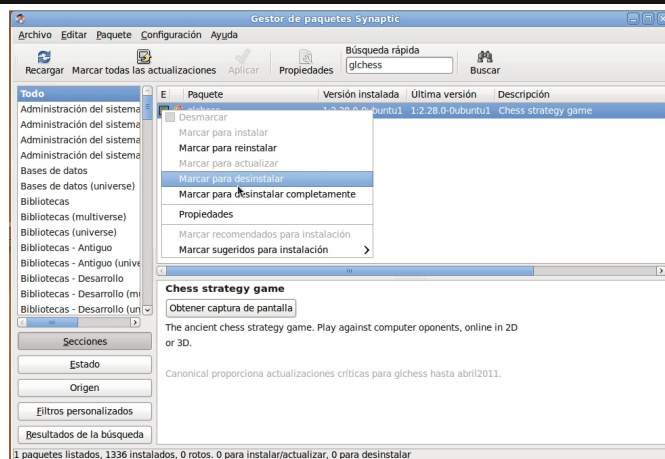 Gestor de paquetes Synaptic
Archivo Editar Paquete Configuración Ayuda
Búsqueda rápida
glchess
Recargar Marcar todas las actualizaciones Aplicar Propiedades Buscar
Todo
Administración del sistema
Administración del sistema
Administración del sistema
Administración del sistema
Bases de datos
Bases de datos (universe)
Bibliotecas
Bibliotecas (multiverse)
Bibliotecas (universe)
Bibliotecas - Antiguo
Bibliotecas - Antiguo (unive
Bibliotecas - Desarrollo
Bibliotecas - Desarrollo (mu
Bibliotecas - Desarrollo (un
Secciones
Estado
Origen
Filtros personalizados
Resultados de la búsqueda
E Paquete Versión instalada Última versión Descripción
glchess 1:2.28.0-0ubuntu1 1:2.28.0-0ubuntu1 Chess strategy game
Desmarcar
Marcar para instalar
Marcar para reinstalar
Marcar para actualizar
Marcar para desinstalar
Marcar para desinstalar completamente
Propiedades
Marcar recomendados para instalación
Marcar sugeridos para instalación
Chess strategy game
Obtener captura de pantalla
The ancient chess strategy game. Play against computer oponents, online in 2D
or 3D.
Canonical proporciona actualizaciones críticas para glchess hasta abril2011.
1 paquetes listados, 1336 instalados, 0 rotos. 0 para instalar/actualizar, 0 para desinstalar